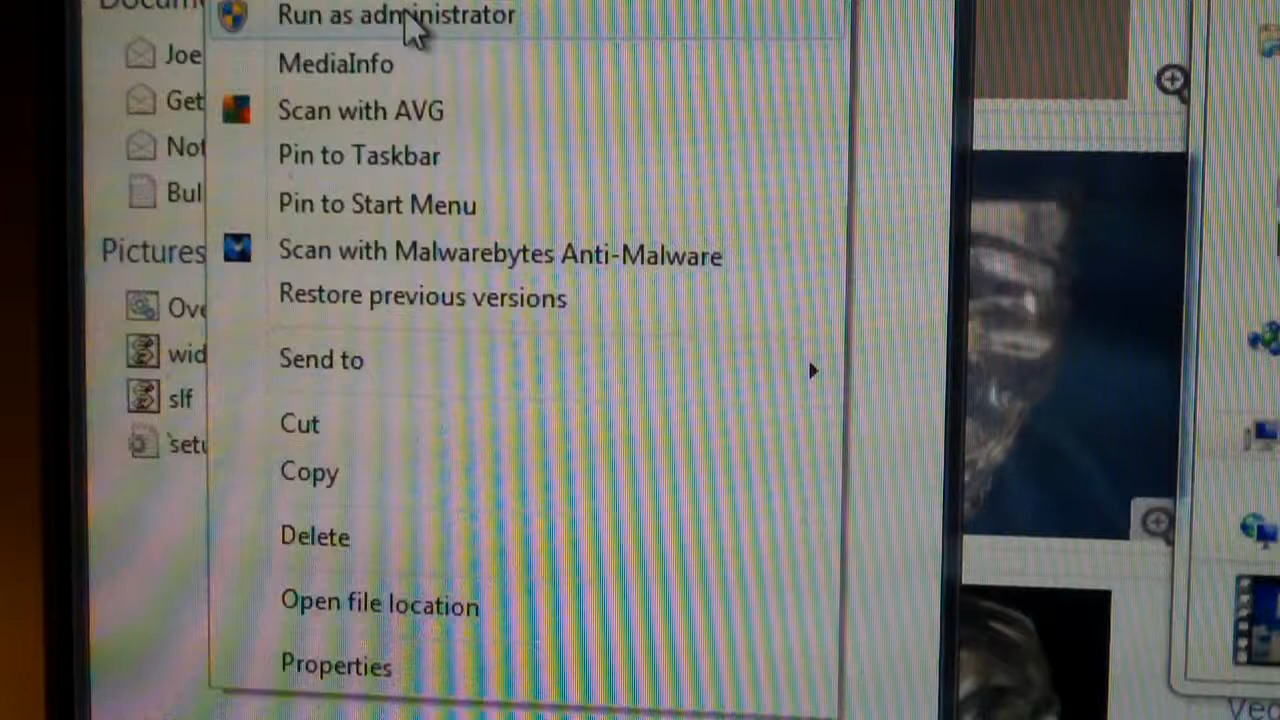 Run as administrator
Joe
MediaInfo
Get
Scan with AVG
Not
Pin to Taskbar
Bul
Pin to Start Menu
Pictures
Scan with Malwarebytes Anti-Malware
Restore previous versions
Ove
wid
Send to
slf
Cut
setu
Copy
Delete
Open file location
Properties